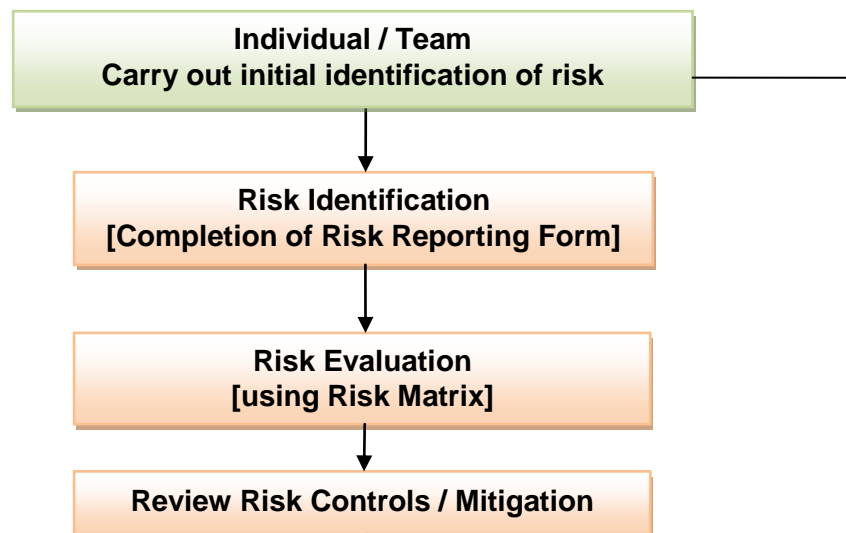 Individual / Team
Carry out initial identification of risk
Risk Identification
[Completion of Risk Reporting Form]
Risk Evaluation
[using Risk Matrix]
Review Risk Controls / Mitigation